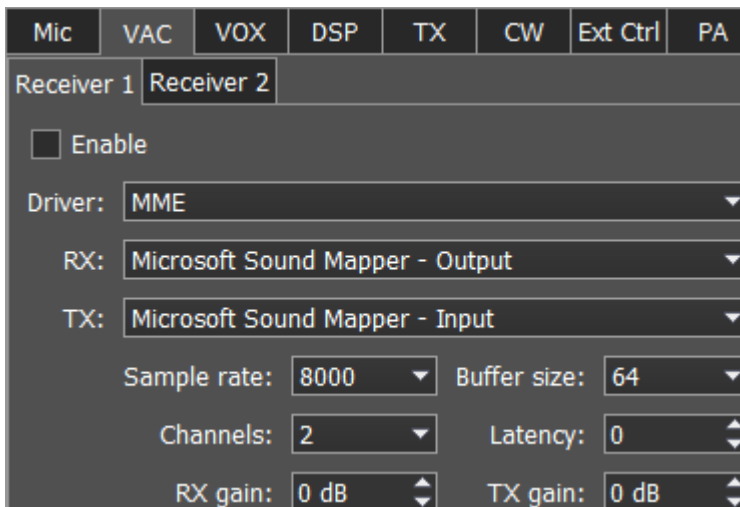 Mic VAC VOX DSP TX CW Ext Ctrl PA
Receiver 1 Receiver 2
Enable
Driver: MME
RX: Microsoft Sound Mapper - Output
TX: Microsoft Sound Mapper - Input
Sample rate: 8000 Buffer size: 64
Channels: 2 Latency: 0
RX gain: 0 dB TX gain: 0 dB